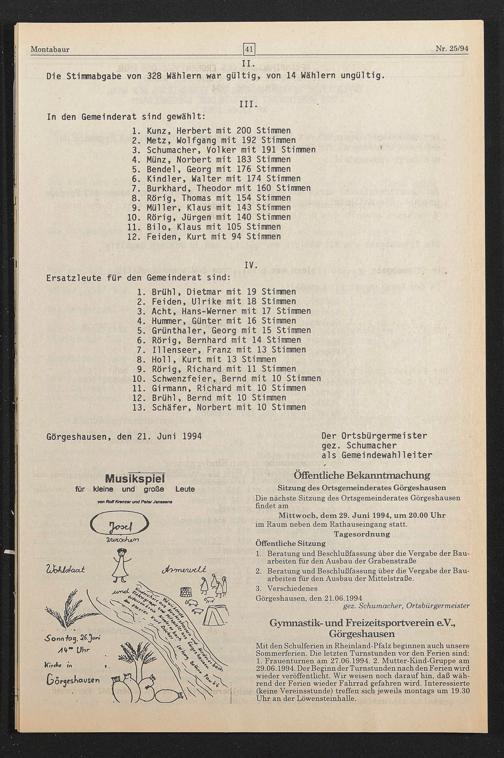 Montabaur
41
Nr. 25/94
II.
Die Stimmabgabe von 328 Wählern war gültig, von 14 Wählern ungültig.
III.
In den Gemeinderat sind gewählt:
1. Kunz, Herbert mit 200 Stimmen
2. Metz, Wolfgang mit 192 Stimmen
3. Schumacher, Volker mit 191 Stimmen
4. Münz, Norbert mit 183 Stimmen
5. Bendel, Georg mit 176 Stimmen
6. Kindler, Walter mit 174 Stimmen
7. Burkhard, Theodor mit 160 Stimmen
8. Rörig, Thomas mit 154 Stimmen
9. Müller, Klaus mit 143 Stimmen
10. Rörig, Jürgen mit 140 Stimmen
11. Bilo, Klaus mit 105 Stimmen
12. Feiden, Kurt mit 94 Stimmen
IV.
Ersatzleute für den Gemeinderat sind:
1. Brühl, Dietmar mit 19 Stimmen
2. Feiden, Ulrike mit 18 Stimmen
3. Acht, Hans-Werner mit 17 Stimmen
4. Hummer, Günter mit 16 Stimmen
5. Grünthaler, Georg mit 15 Stimmen
6. Rörig, Bernhard mit 14 Stimmen
7. Illenseer, Franz mit 13 Stimmen
8. Holl, Kurt mit 13 Stimmen
9. Rörig, Richard mit 11 Stimmen
10. Schwenzfeier, Bernd mit 10 Stimmen
11. Girmann, Richard mit 10 Stimmen
12. Brühl, Bernd mit 10 Stimmen
13. Schäfer, Norbert mit 10 Stimmen
Görgeshausen, den 21. Juni 1994
Der Ortsbürgermeister
gez. Schumacher
als Gemeindewahlleiter
Musikspiel
für kleine und große Leute
von Rolf Krenzer und Peter Janssens
Josel
zwischen
Wohlstaat
Armewelt
und
Sonntag, 26. Juni
14°° Uhr
Kirche in
Görgeshausen
Öffentliche Bekanntmachung
Sitzung des Ortsgemeinderates Görgeshausen
Die nächste Sitzung des Ortsgemeinderates Görgeshausen
findet am
Mittwoch, dem 29. Juni 1994, um 20.00 Uhr
im Raum neben dem Rathauseingang statt.
Tagesordnung
Öffentliche Sitzung
1. Beratung und Beschlußfassung über die Vergabe der Bau-
arbeiten für den Ausbau der Grabenstraße
2. Beratung und Beschlußfassung über die Vergabe der Bau-
arbeiten für den Ausbau der Mittelstraße.
3. Verschiedenes
Görgeshausen, den 21.06.1994
gez. Schumacher, Ortsbürgermeister
Gymnastik- und Freizeitsportverein e.V.,
Görgeshausen
Mit den Schulferien in Rheinland-Pfalz beginnen auch unsere
Sommerferien. Die letzten Turnstunden vor den Ferien sind:
1. Frauenturnen am 27.06.1994. 2. Mutter-Kind-Gruppe am
29.06.1994. Der Beginn der Turnstunden nach den Ferien wird
wieder veröffentlicht. Wir weisen noch darauf hin, daß wäh-
rend der Ferien wieder Fahrrad gefahren wird. Interessierte
(keine Vereinsstunde) treffen sich jeweils montags um 19.30
Uhr an der Löwensteinhalle.